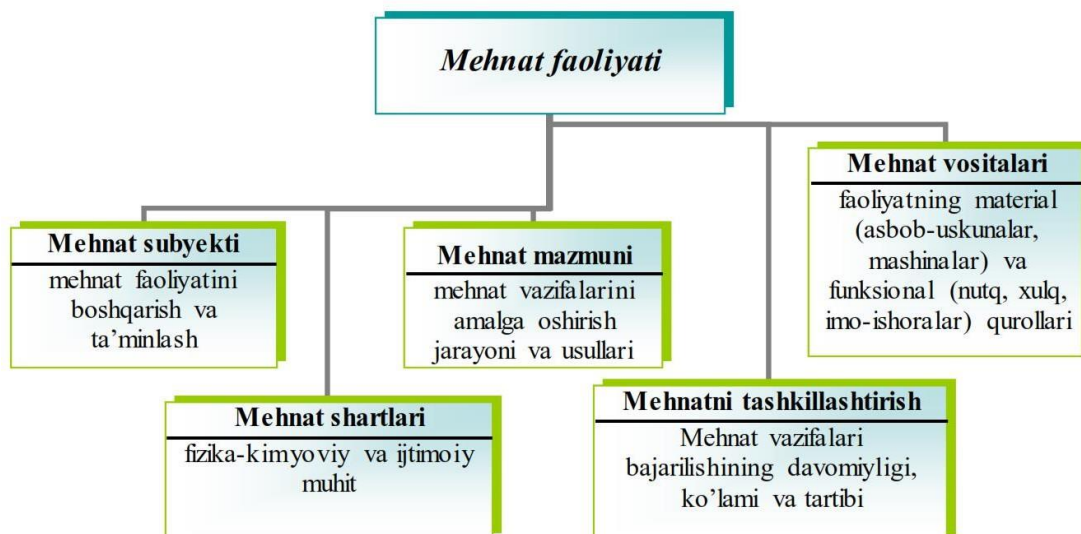 Mehnat faoliyati
Mehnat vositalari
faoliyatning material
(asbob-uskunalar,
mashinalar) va
funksional (nutq, xulq,
imo-ishoralar) qurollari
Mehnat subyekti
mehnat faoliyatini
boshqarish va
ta’minlash
Mehnat mazmuni
mehnat vazifalarini
amalga oshirish
jarayoni va usullari
Mehnat shartlari
fizika-kimyoviy va ijtimoiy
muhit
Mehnatni tashkillashtirish
Mehnat vazifalari
bajarilishining davomiyligi,
ko’lami va tartibi